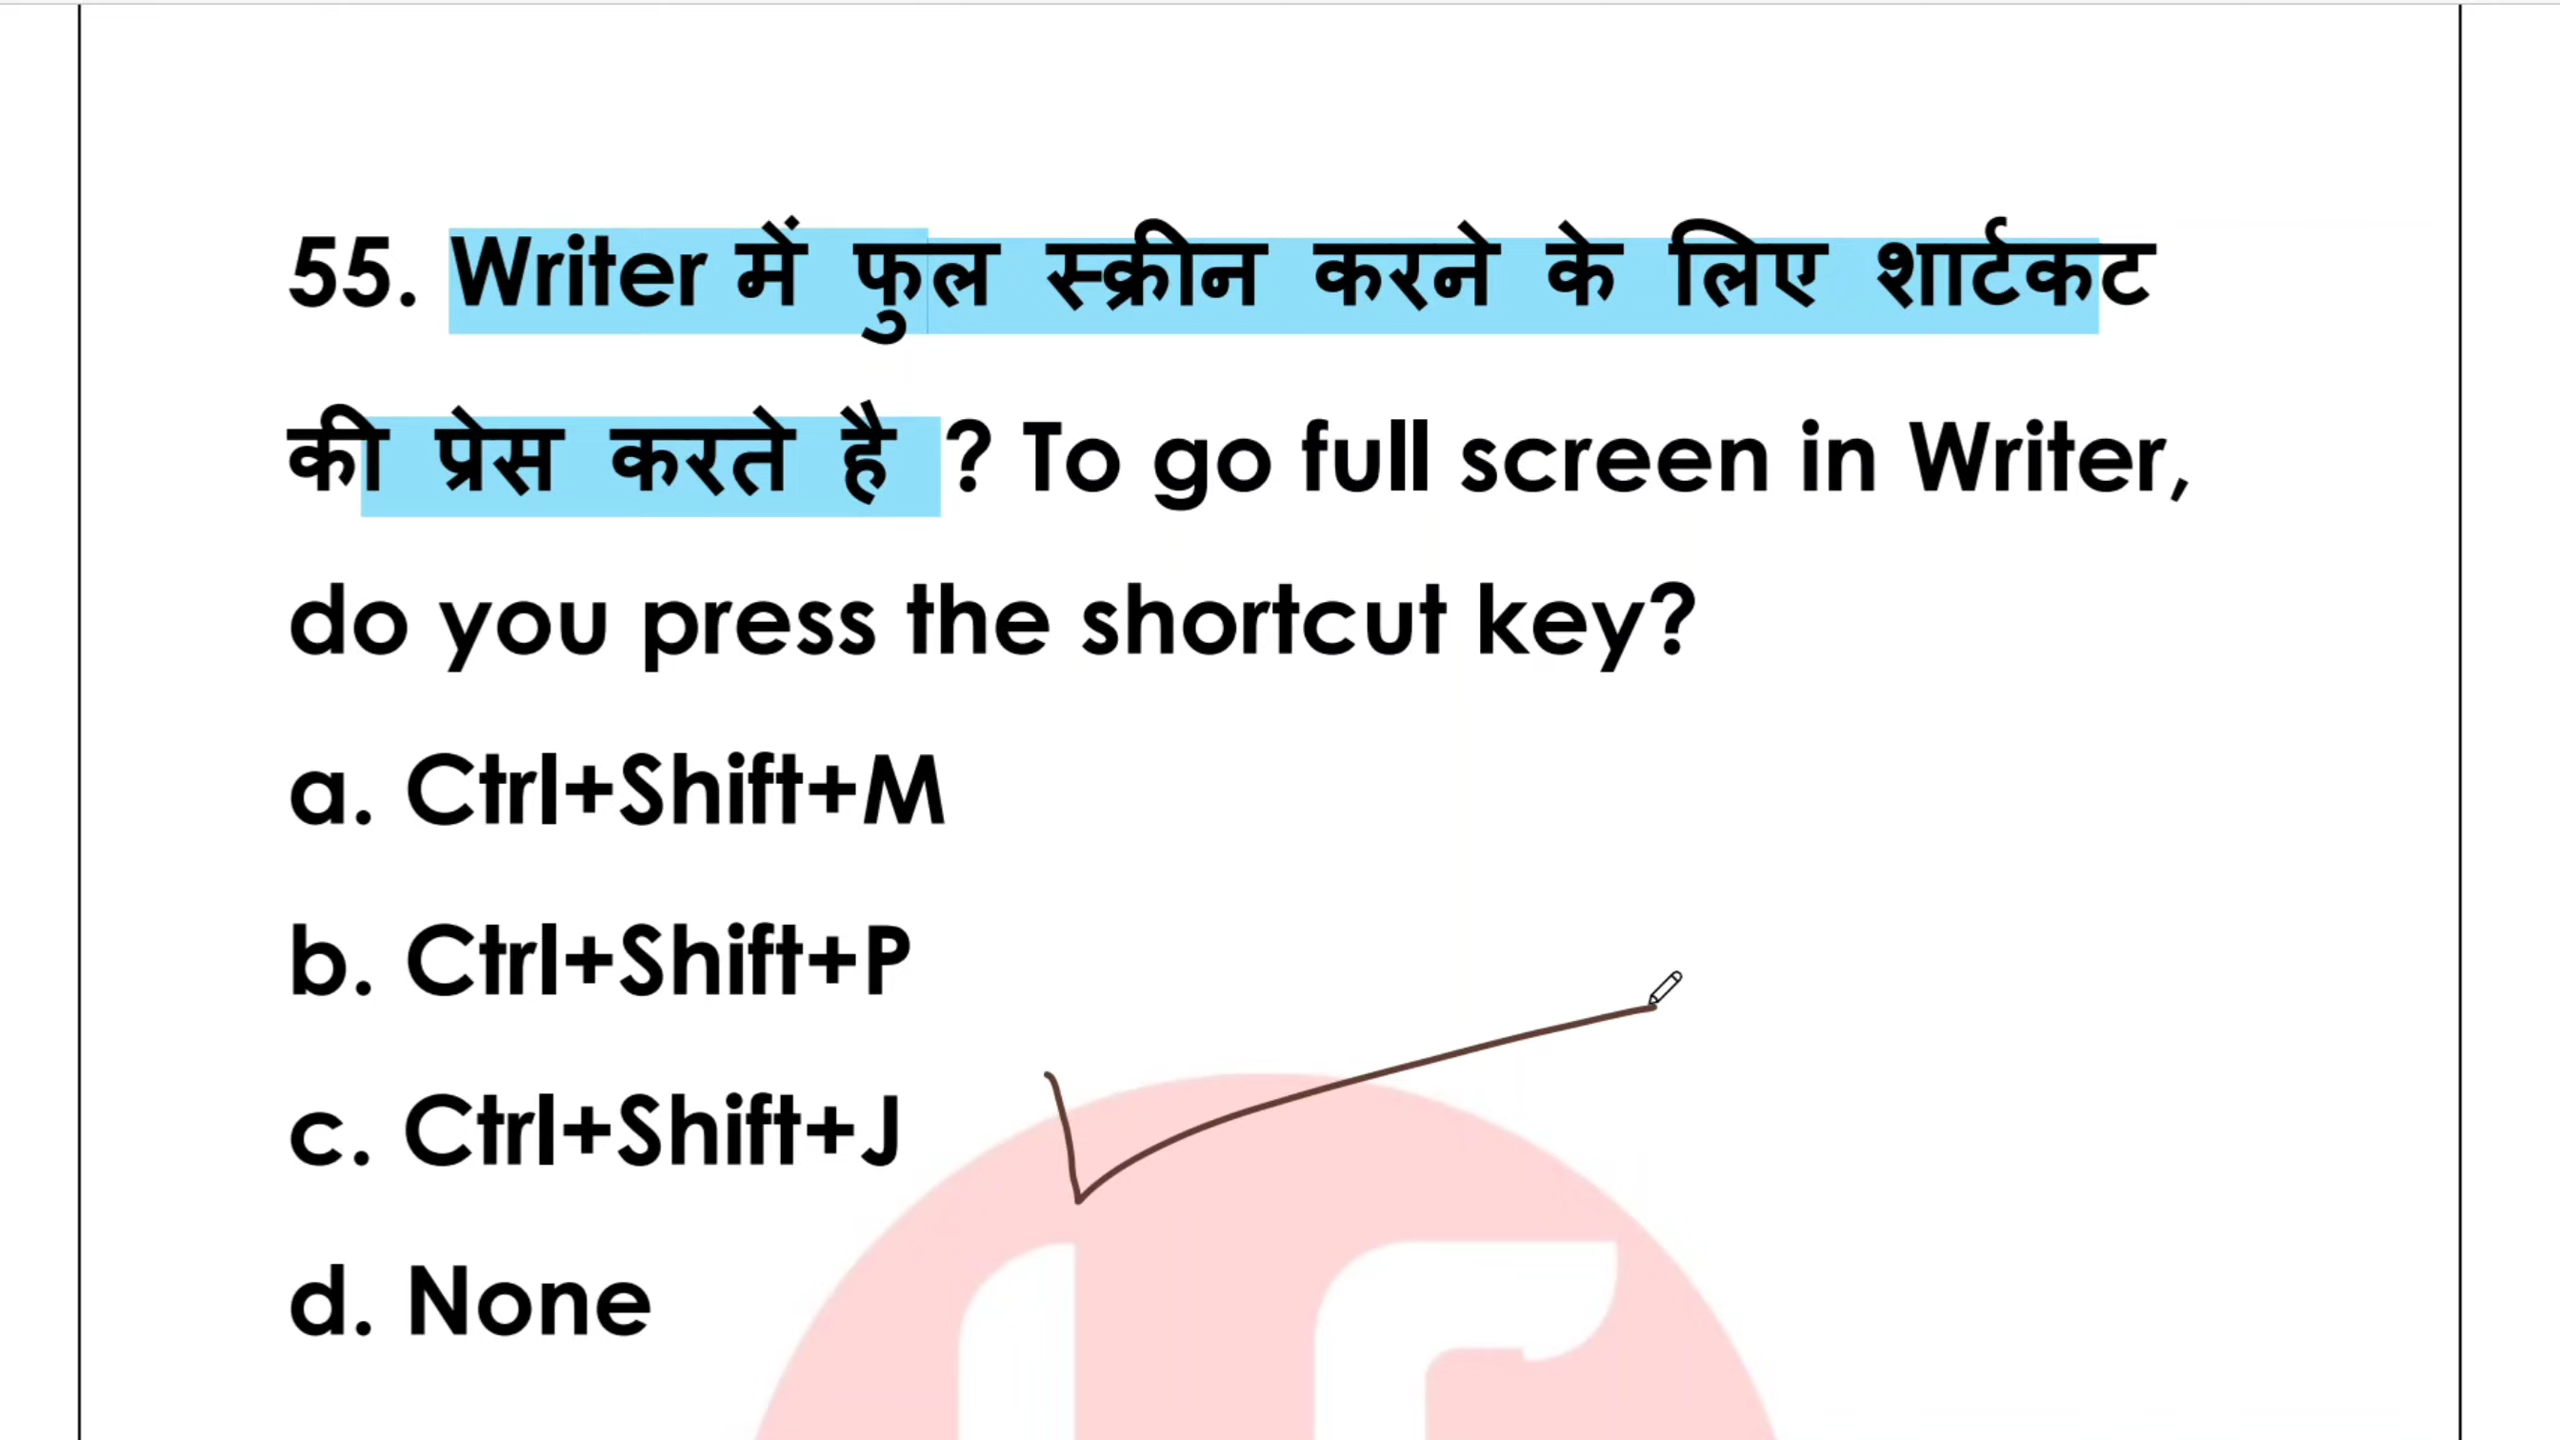 55. Writer में फुल स्क्रीन करने के लिए शार्टकट
की प्रेस करते है ? To go full screen in Writer,
do you press the shortcut key?
a. Ctrl+Shift+M
b. Ctrl+Shift+P
c. Ctrl+Shift+J
d. None